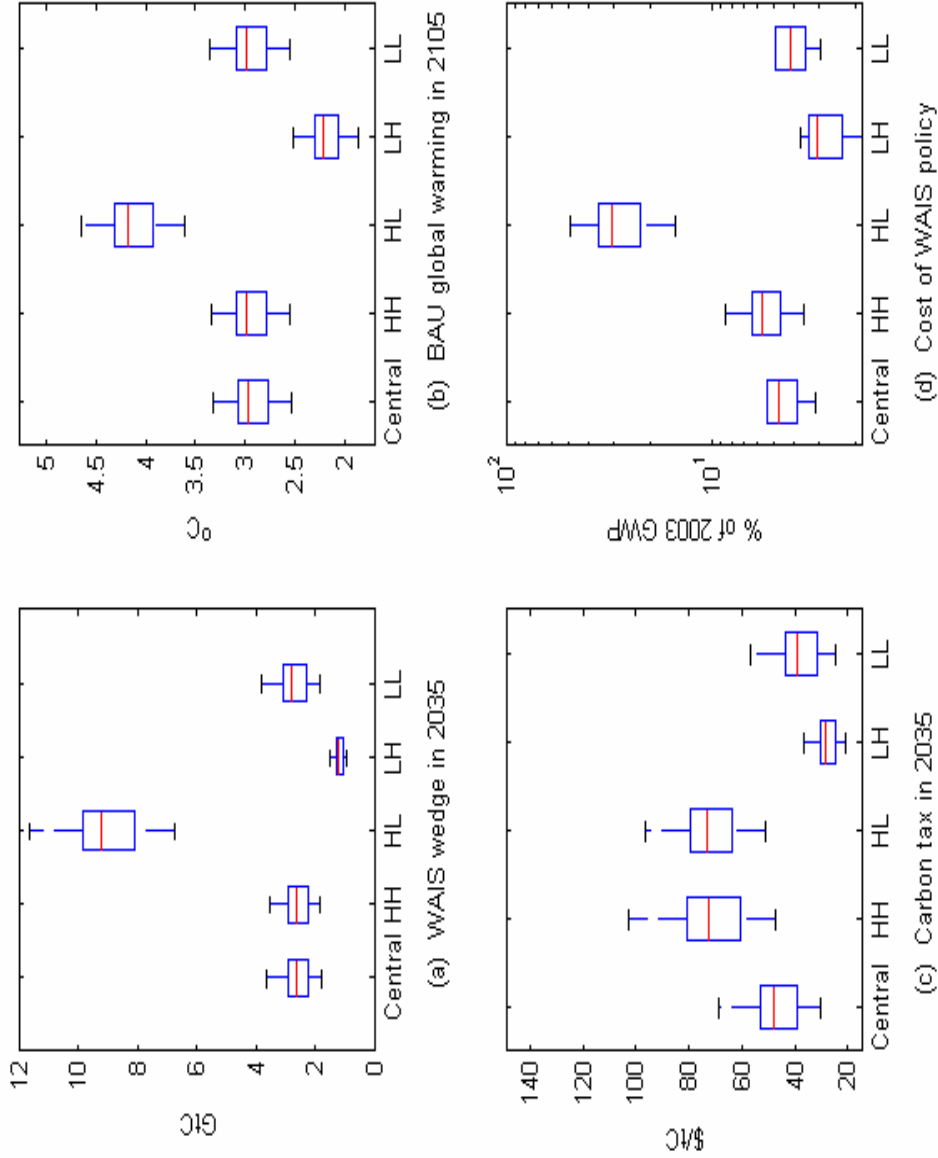 12
10
8
6
4
2
0
GtC
Central HH HL LH LL
(a) WAIS wedge in 2035
5
4.5
4
3.5
3
2.5
2
ºC
Central HH HL LH LL
(b) BAU global warming in 2105
140
120
100
80
60
40
20
$/tC
Central HH HL LH LL
(c) Carbon tax in 2035
10²
10¹
% of 2003 GWP
Central HH HL LH LL
(d) Cost of WAIS policy